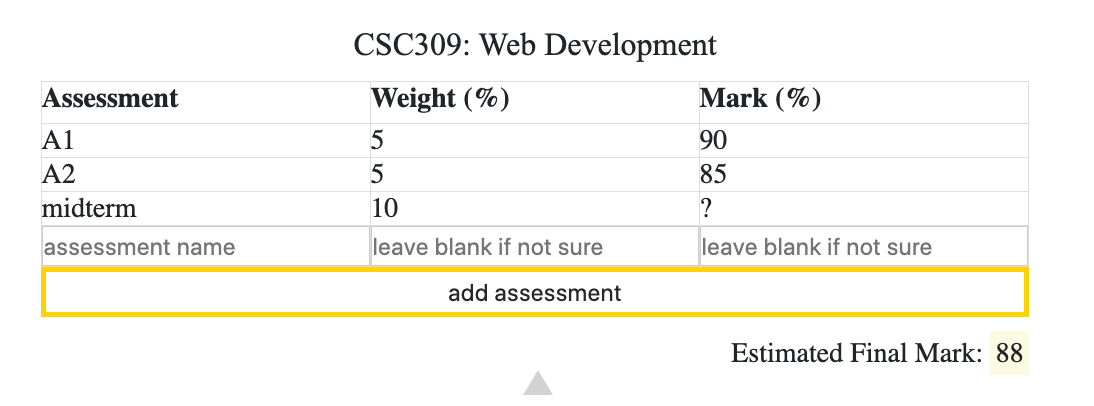 CSC309: Web Development
Assessment Weight (%) Mark (%)
A1 5 90
A2 5 85
midterm 10 ?
assessment name leave blank if not sure leave blank if not sure
add assessment
Estimated Final Mark: 88